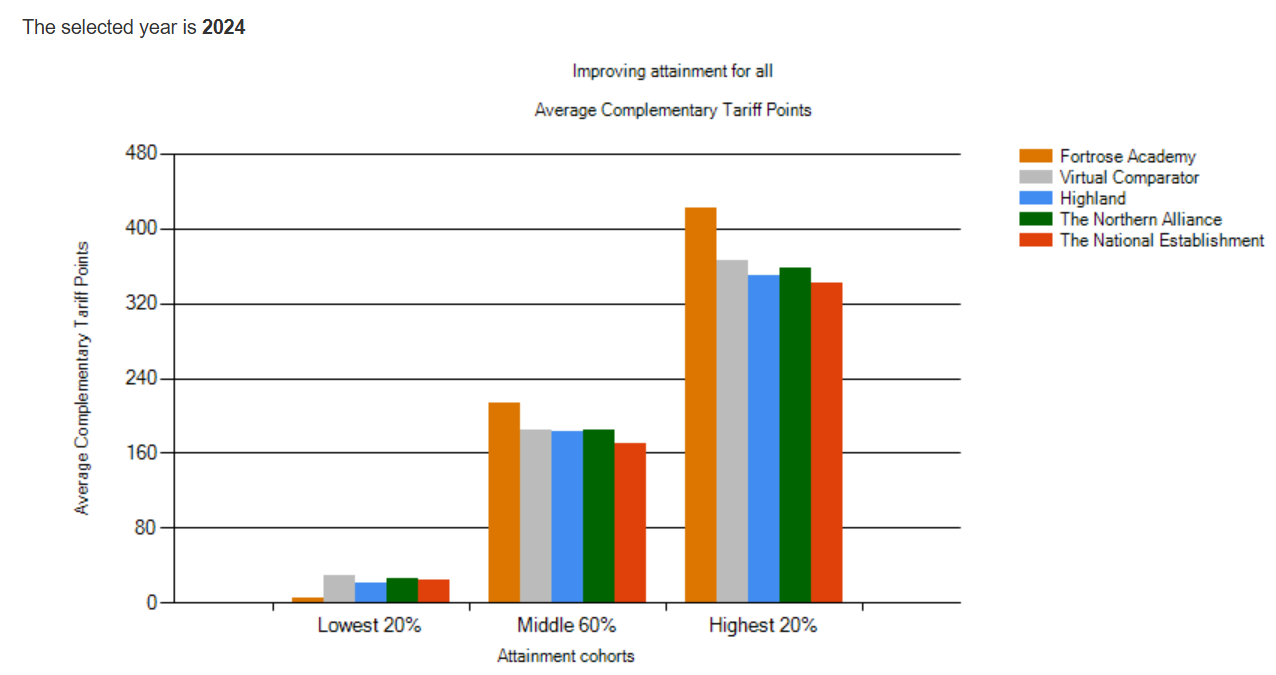 The selected year is 2024
Improving attainment for all
Average Complementary Tariff Points
480
400
320
240
160
80
0
Average Complementary Tariff Points
Lowest 20%
Middle 60%
Highest 20%
Attainment cohorts
Fortrose Academy
Virtual Comparator
Highland
The Northern Alliance
The National Establishment